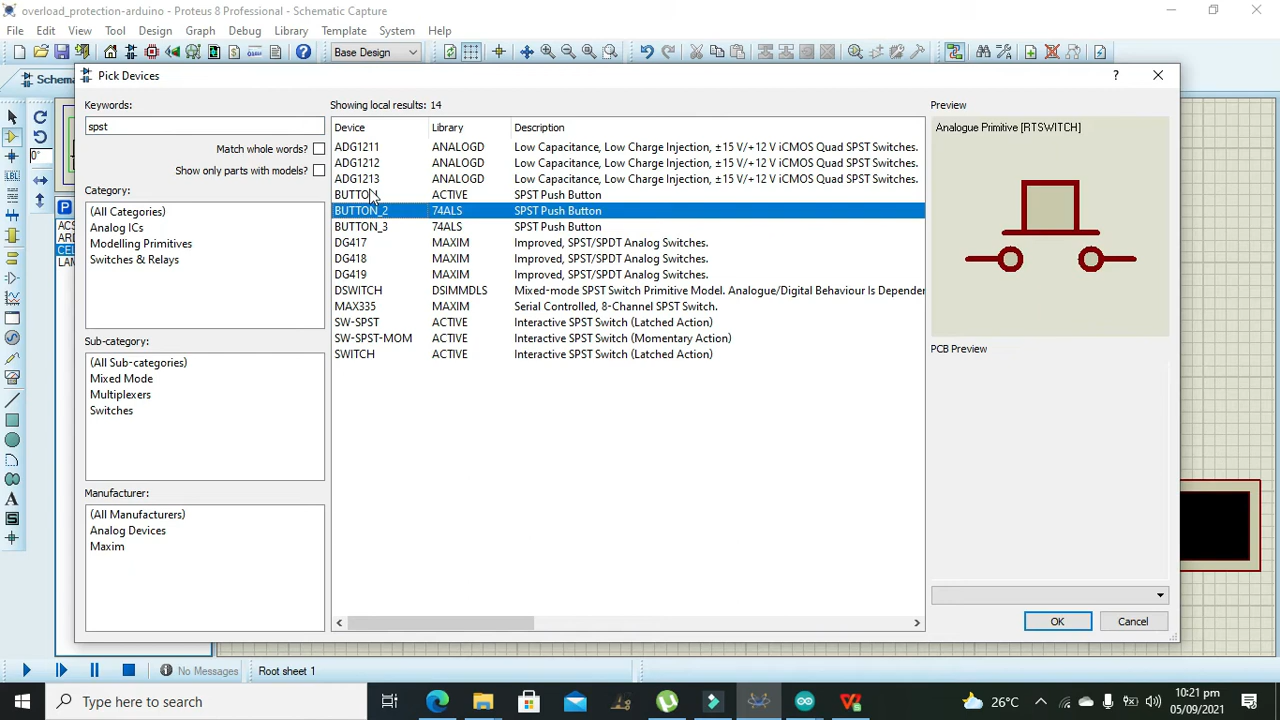 overload_protection-arduino - Proteus 8 Professional - Schematic Capture
File Edit View Tool Design Graph Debug Library Template System Help
Base Design
Schema
Pick Devices
Keywords:
spst
Match whole words?
Show only parts with models?
Category:
(All Categories)
Analog ICs
Modelling Primitives
Switches & Relays
Sub-category:
(All Sub-categories)
Mixed Mode
Multiplexers
Switches
Manufacturer:
(All Manufacturers)
Analog Devices
Maxim
Showing local results: 14
Device Library Description
ADG1211 ANALOGD Low Capacitance, Low Charge Injection, ±15 V/+12 V iCMOS Quad SPST Switches.
ADG1212 ANALOGD Low Capacitance, Low Charge Injection, ±15 V/+12 V iCMOS Quad SPST Switches.
ADG1213 ANALOGD Low Capacitance, Low Charge Injection, ±15 V/+12 V iCMOS Quad SPST Switches.
BUTTON ACTIVE SPST Push Button
BUTTON_2 74ALS SPST Push Button
BUTTON_3 74ALS SPST Push Button
DG417 MAXIM Improved, SPST/SPDT Analog Switches.
DG418 MAXIM Improved, SPST/SPDT Analog Switches.
DG419 MAXIM Improved, SPST/SPDT Analog Switches.
DSWITCH DSIMMDLS Mixed-mode SPST Switch Primitive Model. Analogue/Digital Behaviour Is Dependen
MAX335 MAXIM Serial Controlled, 8-Channel SPST Switch.
SW-SPST ACTIVE Interactive SPST Switch (Latched Action)
SW-SPST-MOM ACTIVE Interactive SPST Switch (Momentary Action)
SWITCH ACTIVE Interactive SPST Switch (Latched Action)
Preview
Analogue Primitive [RTSWITCH]
PCB Preview
OK Cancel
0°
P
LBL
ACS
ARD
CEL
LAM
No Messages Root sheet 1
Type here to search
26°C
10:21 pm
05/09/2021